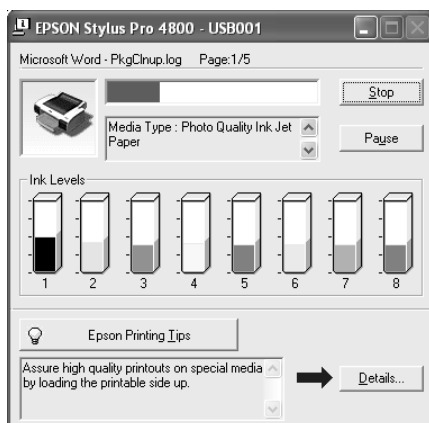 EPSON Stylus Pro 4800 - USB001
Microsoft Word - PkgClnup.log Page:1/5
Stop
Media Type : Photo Quality Ink Jet
Paper
Pause
Ink Levels
1 2 3 4 5 6 7 8
Epson Printing Tips
Assure high quality printouts on special media
by loading the printable side up.
Details...